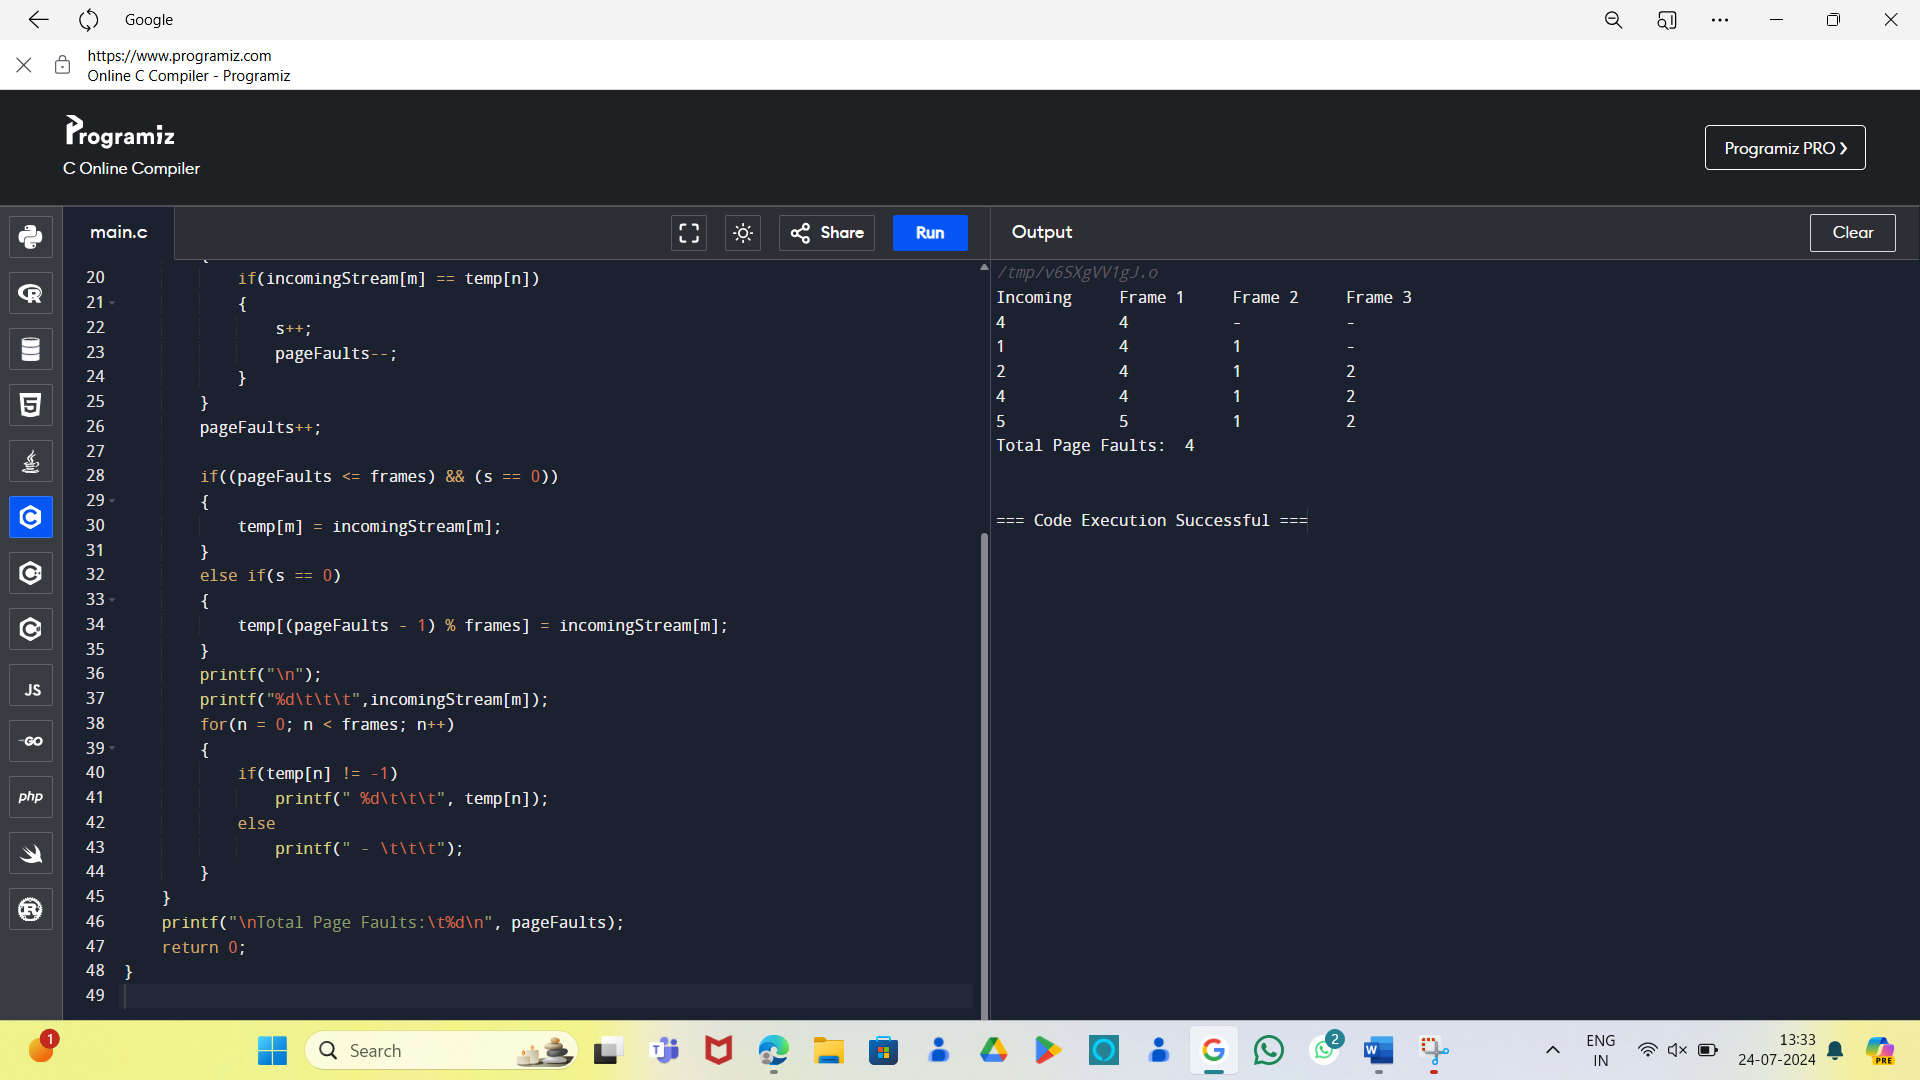 Google
https://www.programiz.com
Online C Compiler - Programiz
Programiz
C Online Compiler
Programiz PRO
main.c
Share
Run
Output
Clear
{
20 if(incomingStream[m] == temp[n])
21 {
22 s++;
23 pageFaults--;
24 }
25 }
26 pageFaults++;
27
28 if((pageFaults <= frames) && (s == 0))
29 {
30 temp[m] = incomingStream[m];
31 }
32 else if(s == 0)
33 {
34 temp[(pageFaults - 1) % frames] = incomingStream[m];
35 }
36 printf("\n");
37 printf("%d\t\t\t",incomingStream[m]);
38 for(n = 0; n < frames; n++)
39 {
40 if(temp[n] != -1)
41 printf(" %d\t\t\t", temp[n]);
42 else
43 printf(" - \t\t\t");
44 }
45 }
46 printf("\nTotal Page Faults:\t%d\n", pageFaults);
47 return 0;
48 }
49
/tmp/v6SXgVV1gJ.o
Incoming Frame 1 Frame 2 Frame 3
4 4 - -
1 4 1 -
2 4 1 2
4 4 1 2
5 5 1 2
Total Page Faults: 4
=== Code Execution Successful ===
JS
GO
php
1
Search
2
ENG
IN
13:33
24-07-2024
PRE